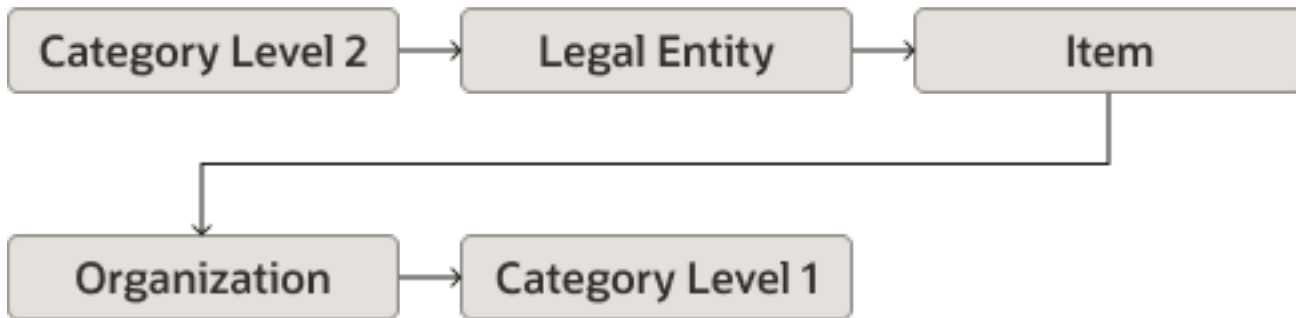 Category Level 2
Legal Entity
Item
Organization
Category Level 1